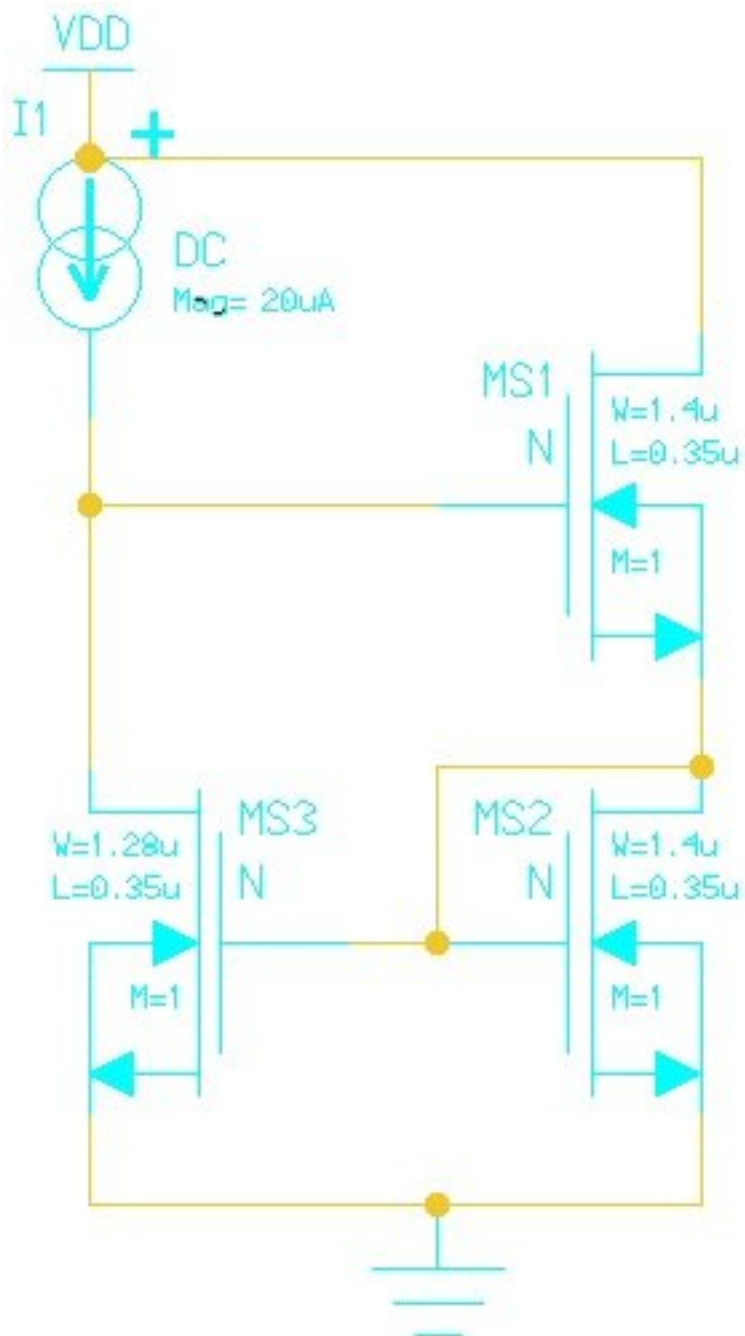 VDD
I1
+
DC
Mag= 20uA
MS1
N
W=1.4u
L=0.35u
M=1
MS3
N
W=1.28u
L=0.35u
M=1
MS2
N
W=1.4u
L=0.35u
M=1